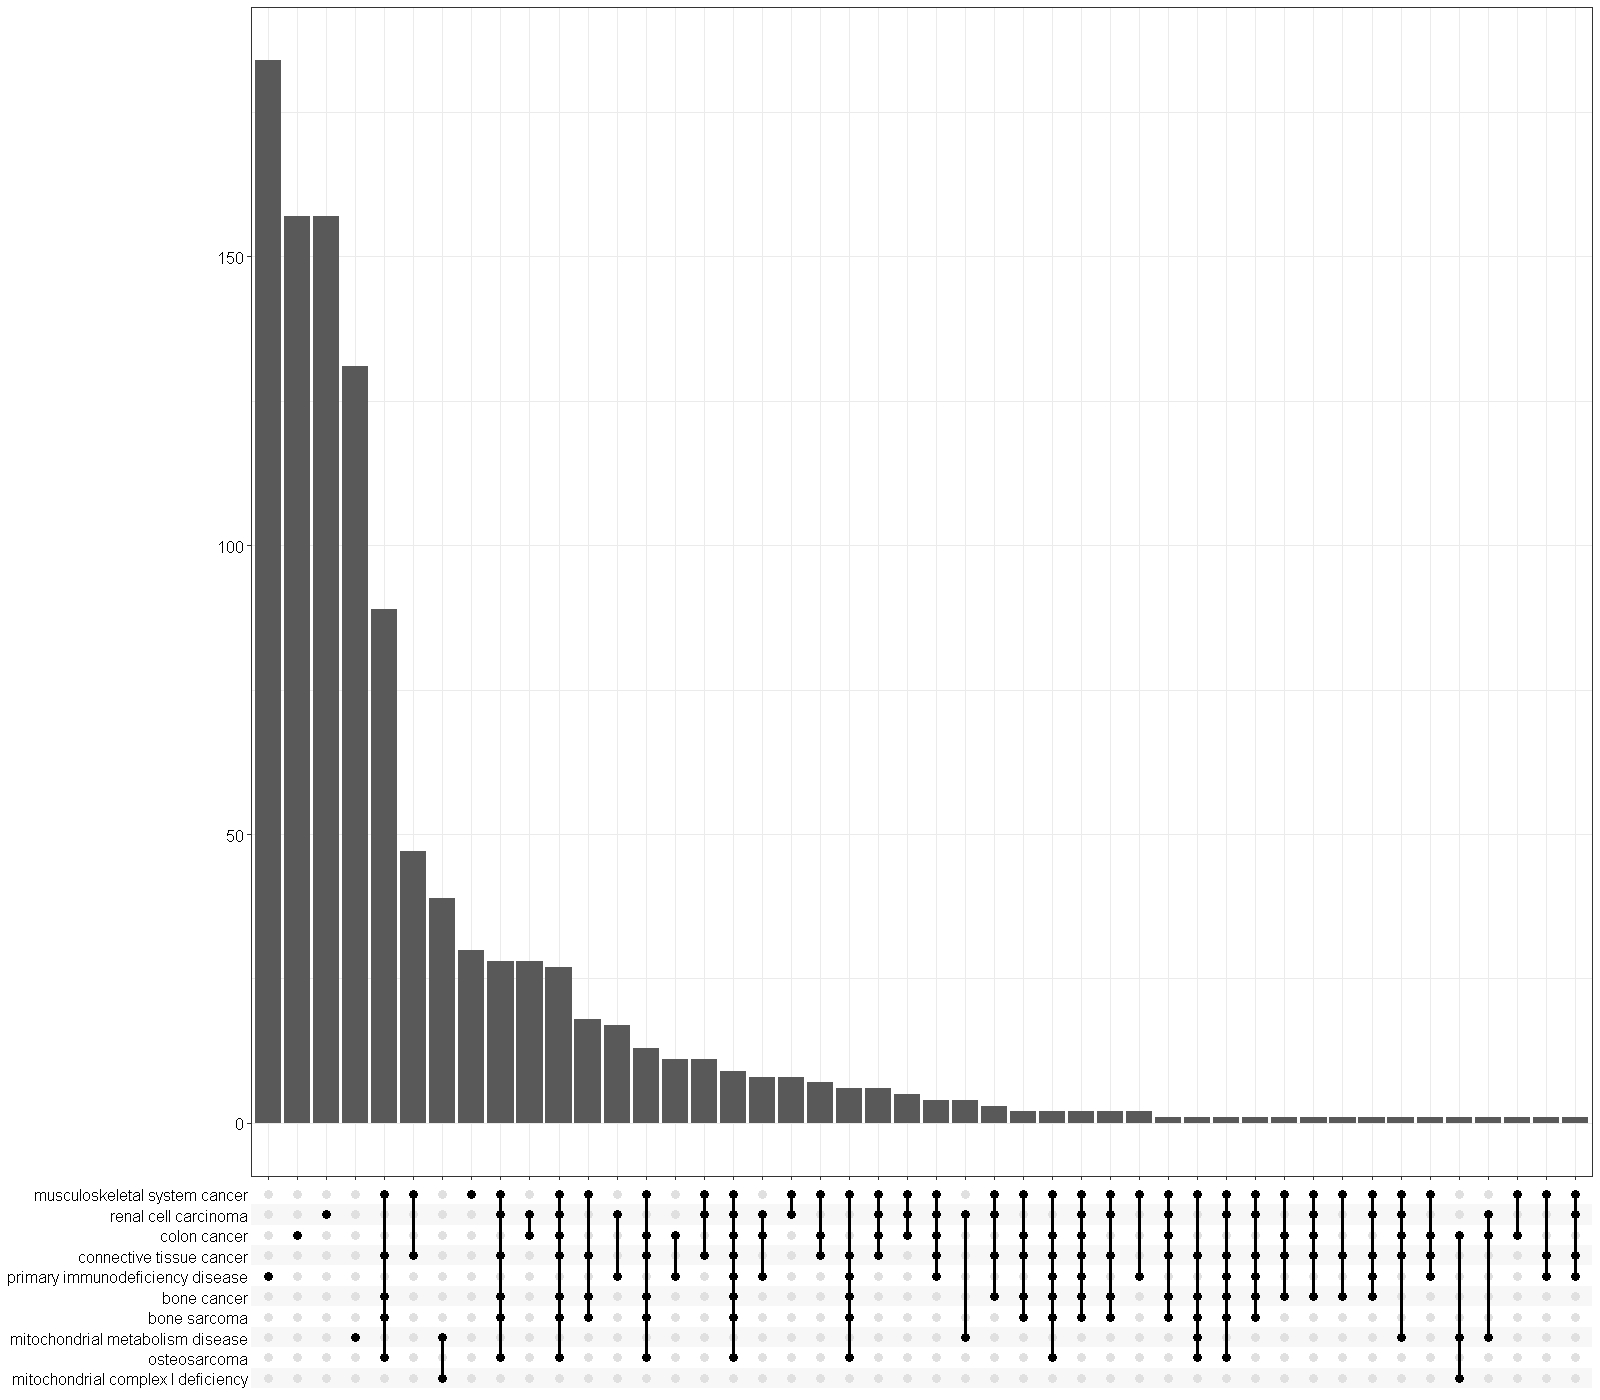 150
100
50
0
musculoskeletal system cancer
renal cell carcinoma
colon cancer
connective tissue cancer
primary immunodeficiency disease
bone cancer
bone sarcoma
mitochondrial metabolism disease
osteosarcoma
mitochondrial complex I deficiency